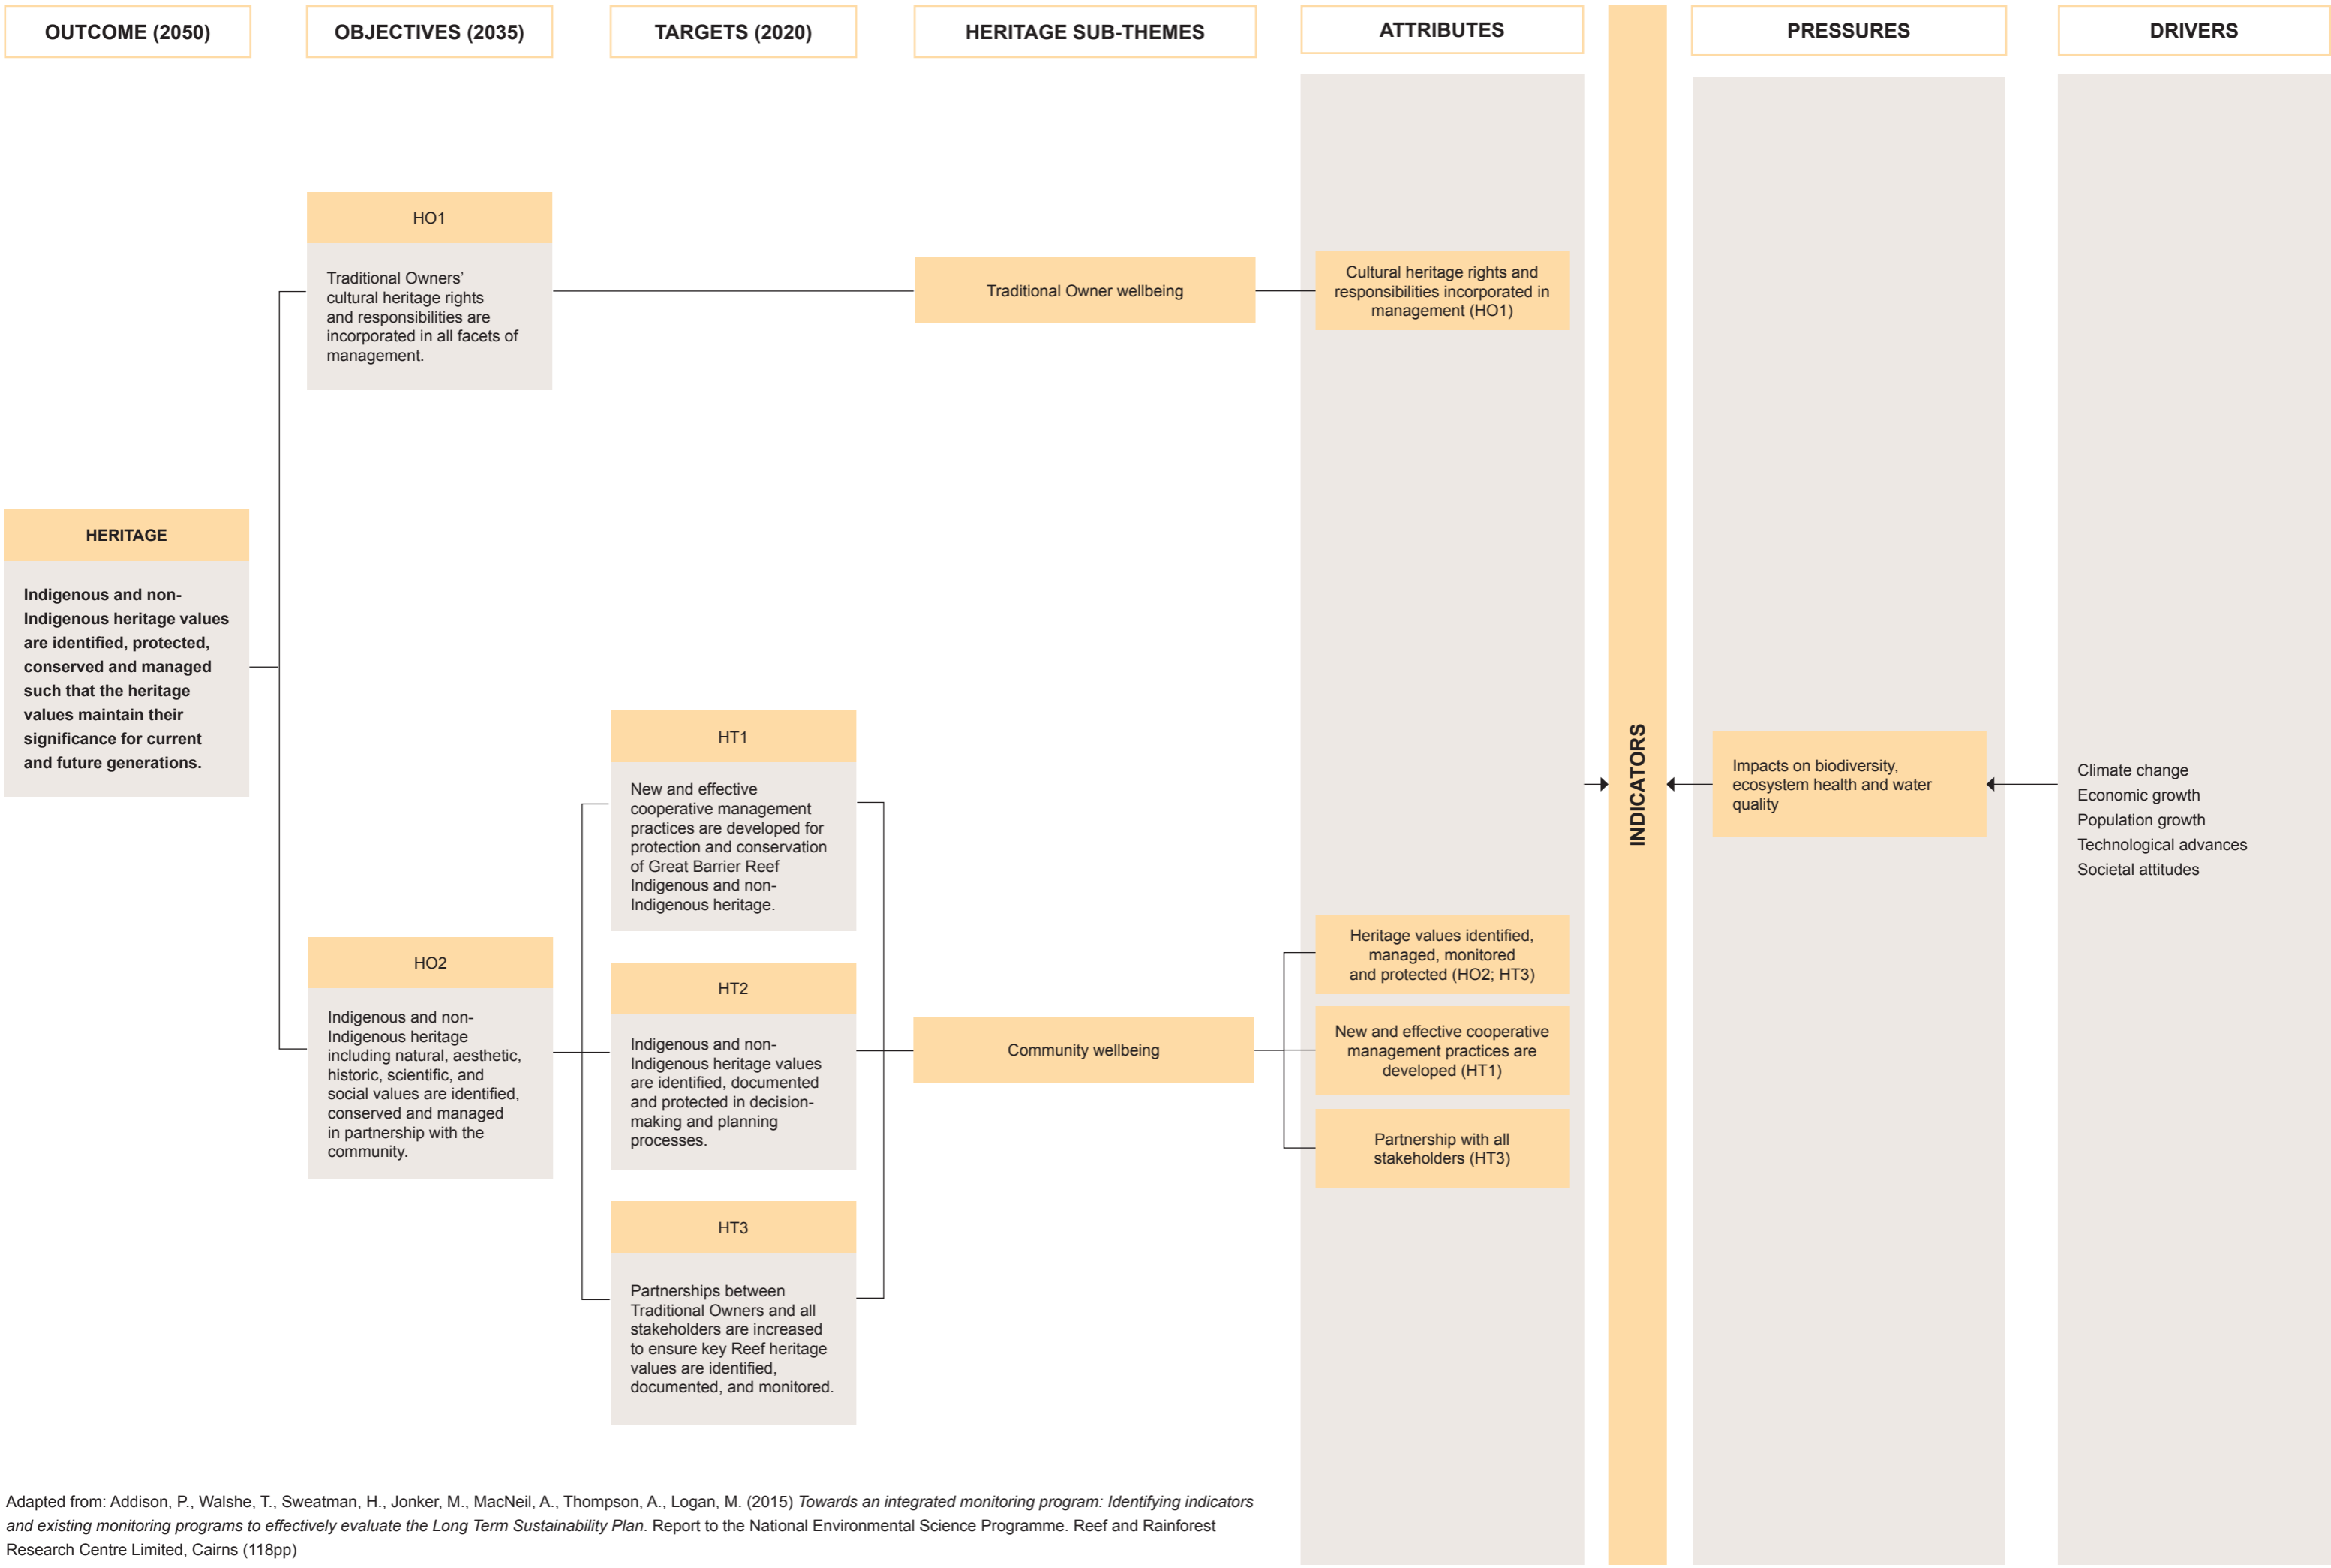 OUTCOME (2050)
OBJECTIVES (2035)
TARGETS (2020)
HERITAGE SUB-THEMES
ATTRIBUTES
PRESSURES
DRIVERS
HERITAGE
Indigenous and non-
Indigenous heritage values
are identified, protected,
conserved and managed
such that the heritage
values maintain their
significance for current
and future generations.
HO1
Traditional Owners’
cultural heritage rights
and responsibilities are
incorporated in all facets of
management.
HO2
Indigenous and non-
Indigenous heritage
including natural, aesthetic,
historic, scientific, and
social values are identified,
conserved and managed
in partnership with the
community.
HT1
New and effective
cooperative management
practices are developed for
protection and conservation
of Great Barrier Reef
Indigenous and non-
Indigenous heritage.
HT2
Indigenous and non-
Indigenous heritage values
are identified, documented
and protected in decision-
making and planning
processes.
HT3
Partnerships between
Traditional Owners and all
stakeholders are increased
to ensure key Reef heritage
values are identified,
documented, and monitored.
Traditional Owner wellbeing
Community wellbeing
Cultural heritage rights and
responsibilities incorporated in
management (HO1)
Heritage values identified,
managed, monitored
and protected (HO2; HT3)
New and effective cooperative
management practices are
developed (HT1)
Partnership with all
stakeholders (HT3)
INDICATORS
Impacts on biodiversity,
ecosystem health and water
quality
Climate change
Economic growth
Population growth
Technological advances
Societal attitudes
Adapted from: Addison, P., Walshe, T., Sweatman, H., Jonker, M., MacNeil, A., Thompson, A., Logan, M. (2015) Towards an integrated monitoring program: Identifying indicators
and existing monitoring programs to effectively evaluate the Long Term Sustainability Plan. Report to the National Environmental Science Programme. Reef and Rainforest
Research Centre Limited, Cairns (118pp)